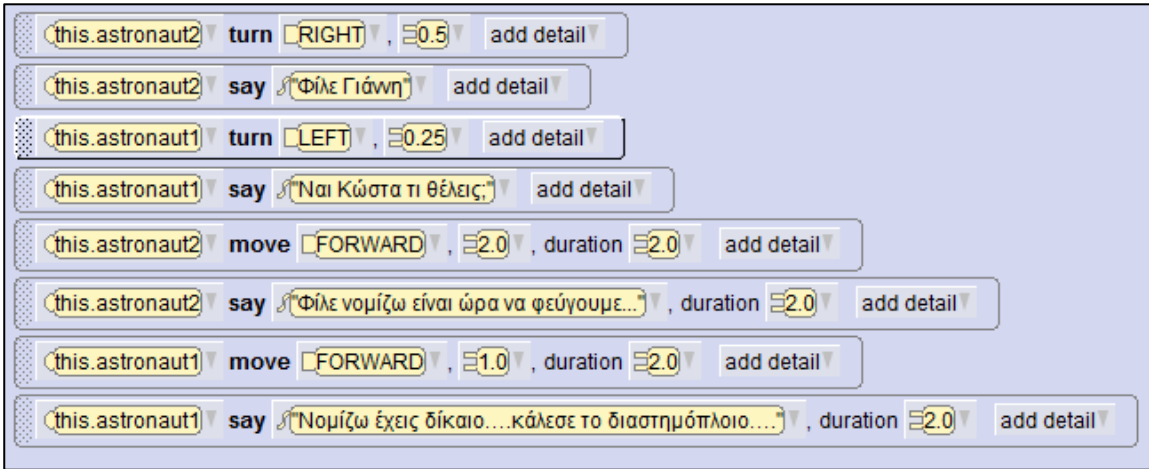 this.astronaut2 turn RIGHT , 0.5 add detail
this.astronaut2 say "Φίλε Γιάννη" add detail
this.astronaut1 turn LEFT , 0.25 add detail
this.astronaut1 say "Ναι Κώστα τι θέλεις;" add detail
this.astronaut2 move FORWARD , 2.0 , duration 2.0 add detail
this.astronaut2 say "Φίλε νομίζω είναι ώρα να φεύγουμε..." , duration 2.0 add detail
this.astronaut1 move FORWARD , 1.0 , duration 2.0 add detail
this.astronaut1 say "Νομίζω έχεις δίκαιο....κάλεσε το διαστημόπλοιο...." , duration 2.0 add detail